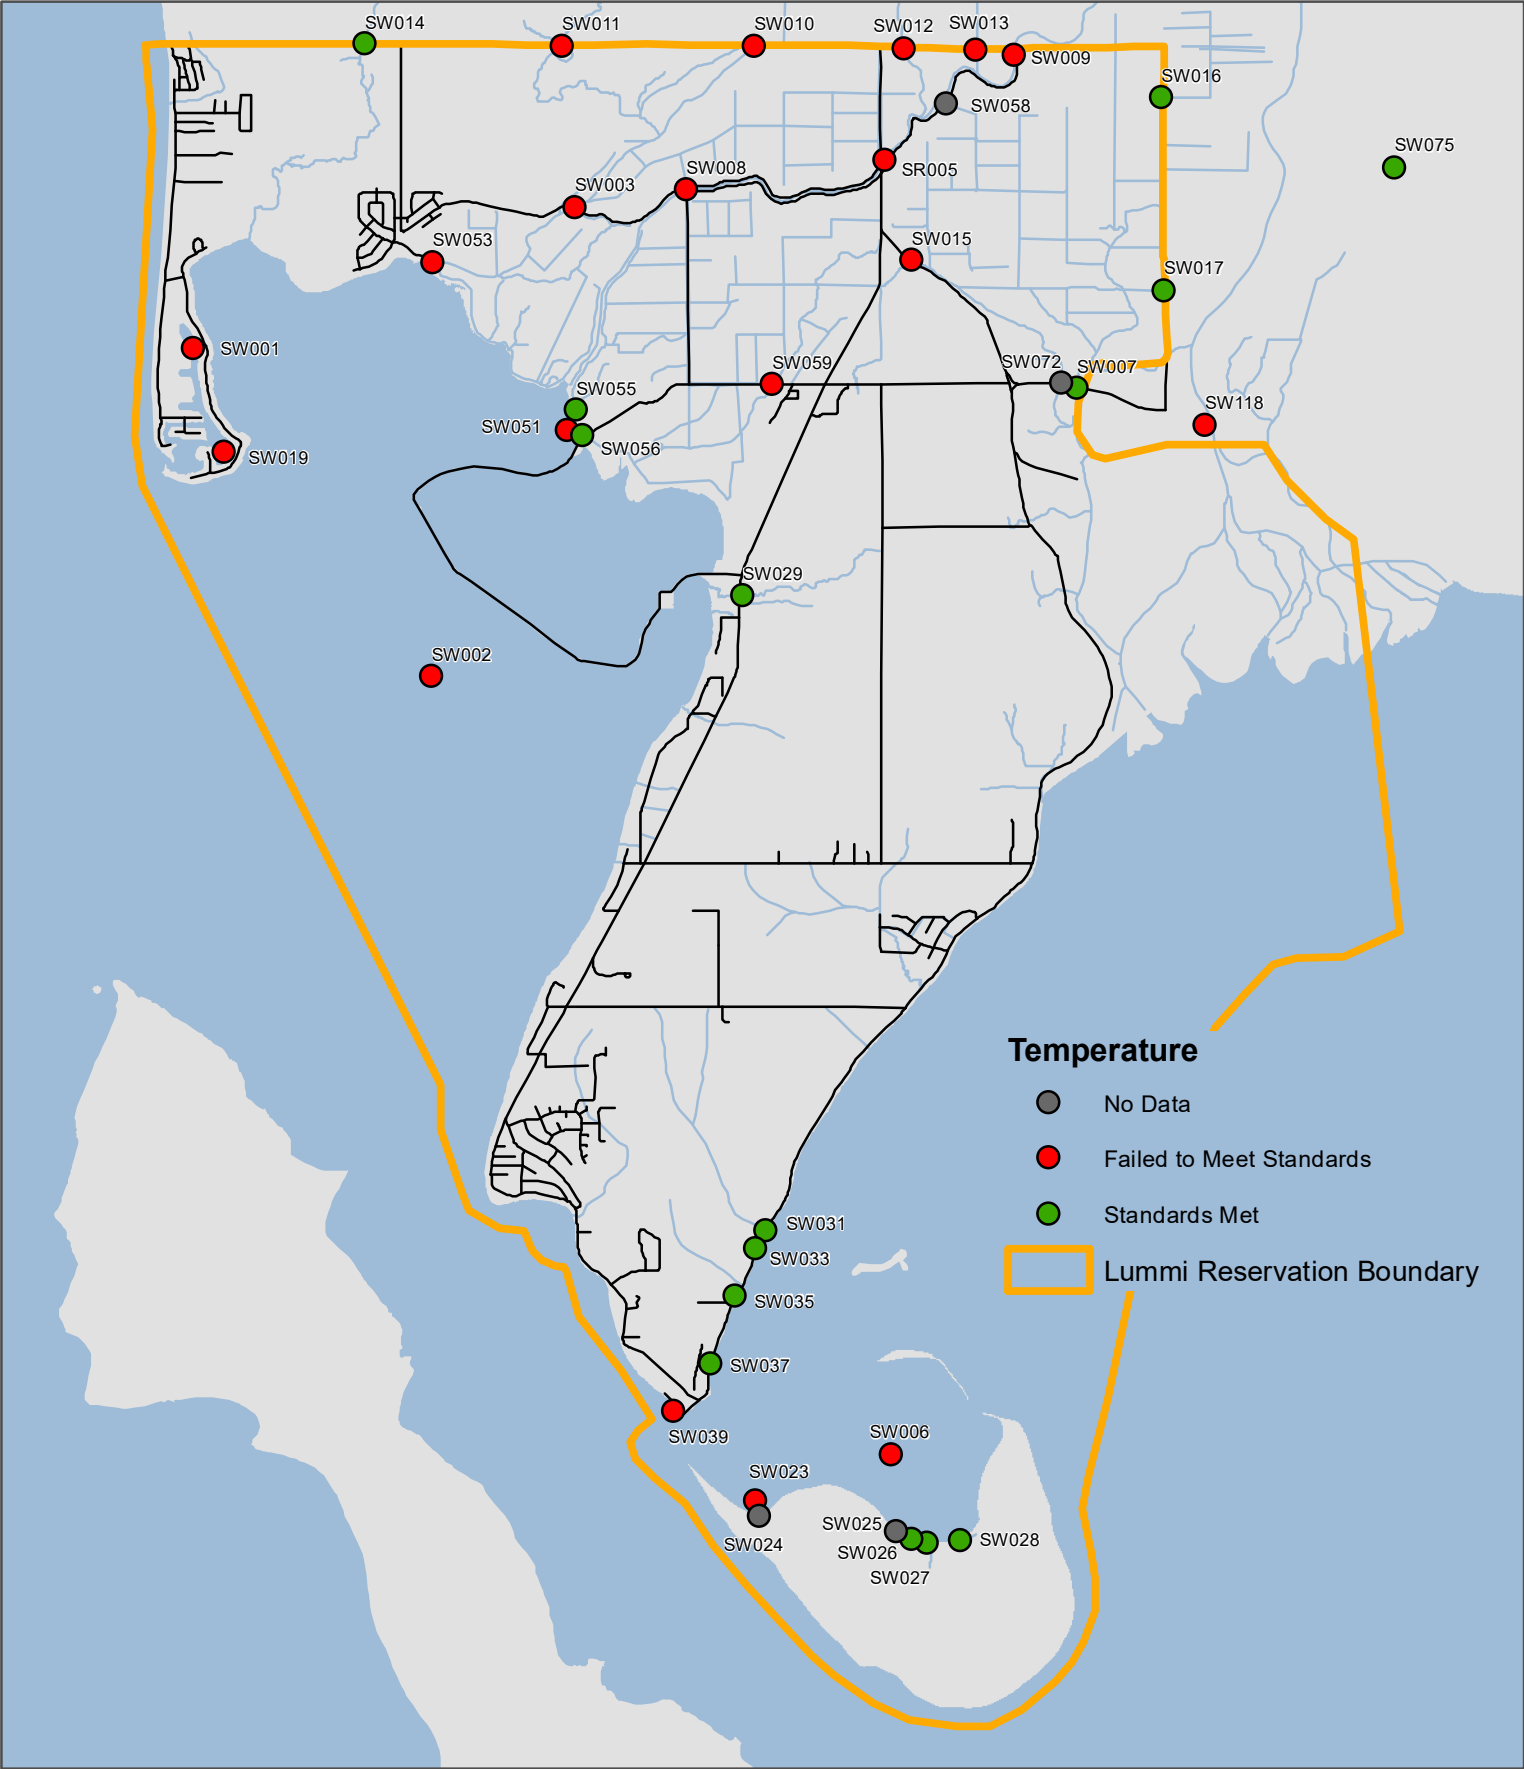 SW014
SW011
SW010
SW012
SW013
SW009
SW016
SW058
SW075
SR005
SW008
SW003
SW053
SW015
SW017
SW001
SW059
SW072
SW007
SW055
SW118
SW051
SW056
SW019
SW029
SW002
Temperature
No Data
Failed to Meet Standards
Standards Met
Lummi Reservation Boundary
SW031
SW033
SW035
SW037
SW039
SW006
SW023
SW024
SW025
SW026
SW028
SW027